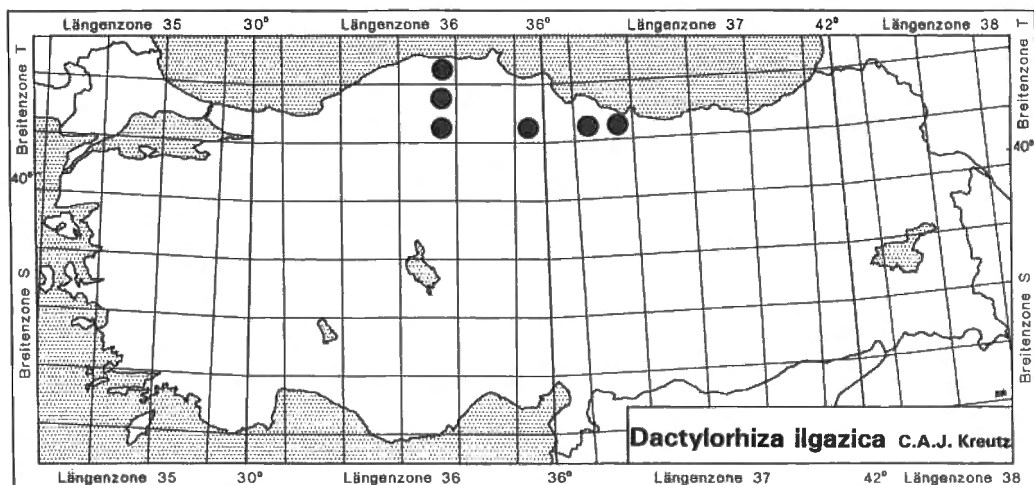 Längenzone 35 30° Längenzone 36 36° Längenzone 37 42° Längenzone 38
Breitenzone T
40°
Breitenzone S
Breitenzone T
40°
Breitenzone S
Dactylorhiza ilgazica C.A.J. Kreutz
Längenzone 35 30° Längenzone 36 36° Längenzone 37 42° Längenzone 38